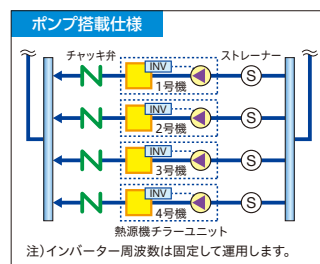 ポンプ搭載仕様
チャッキ弁
ストレーナー
INV
S
1号機
INV
S
2号機
INV
S
3号機
INV
S
4号機
熱源機チラーユニット
注)インバーター周波数は固定して運用します。